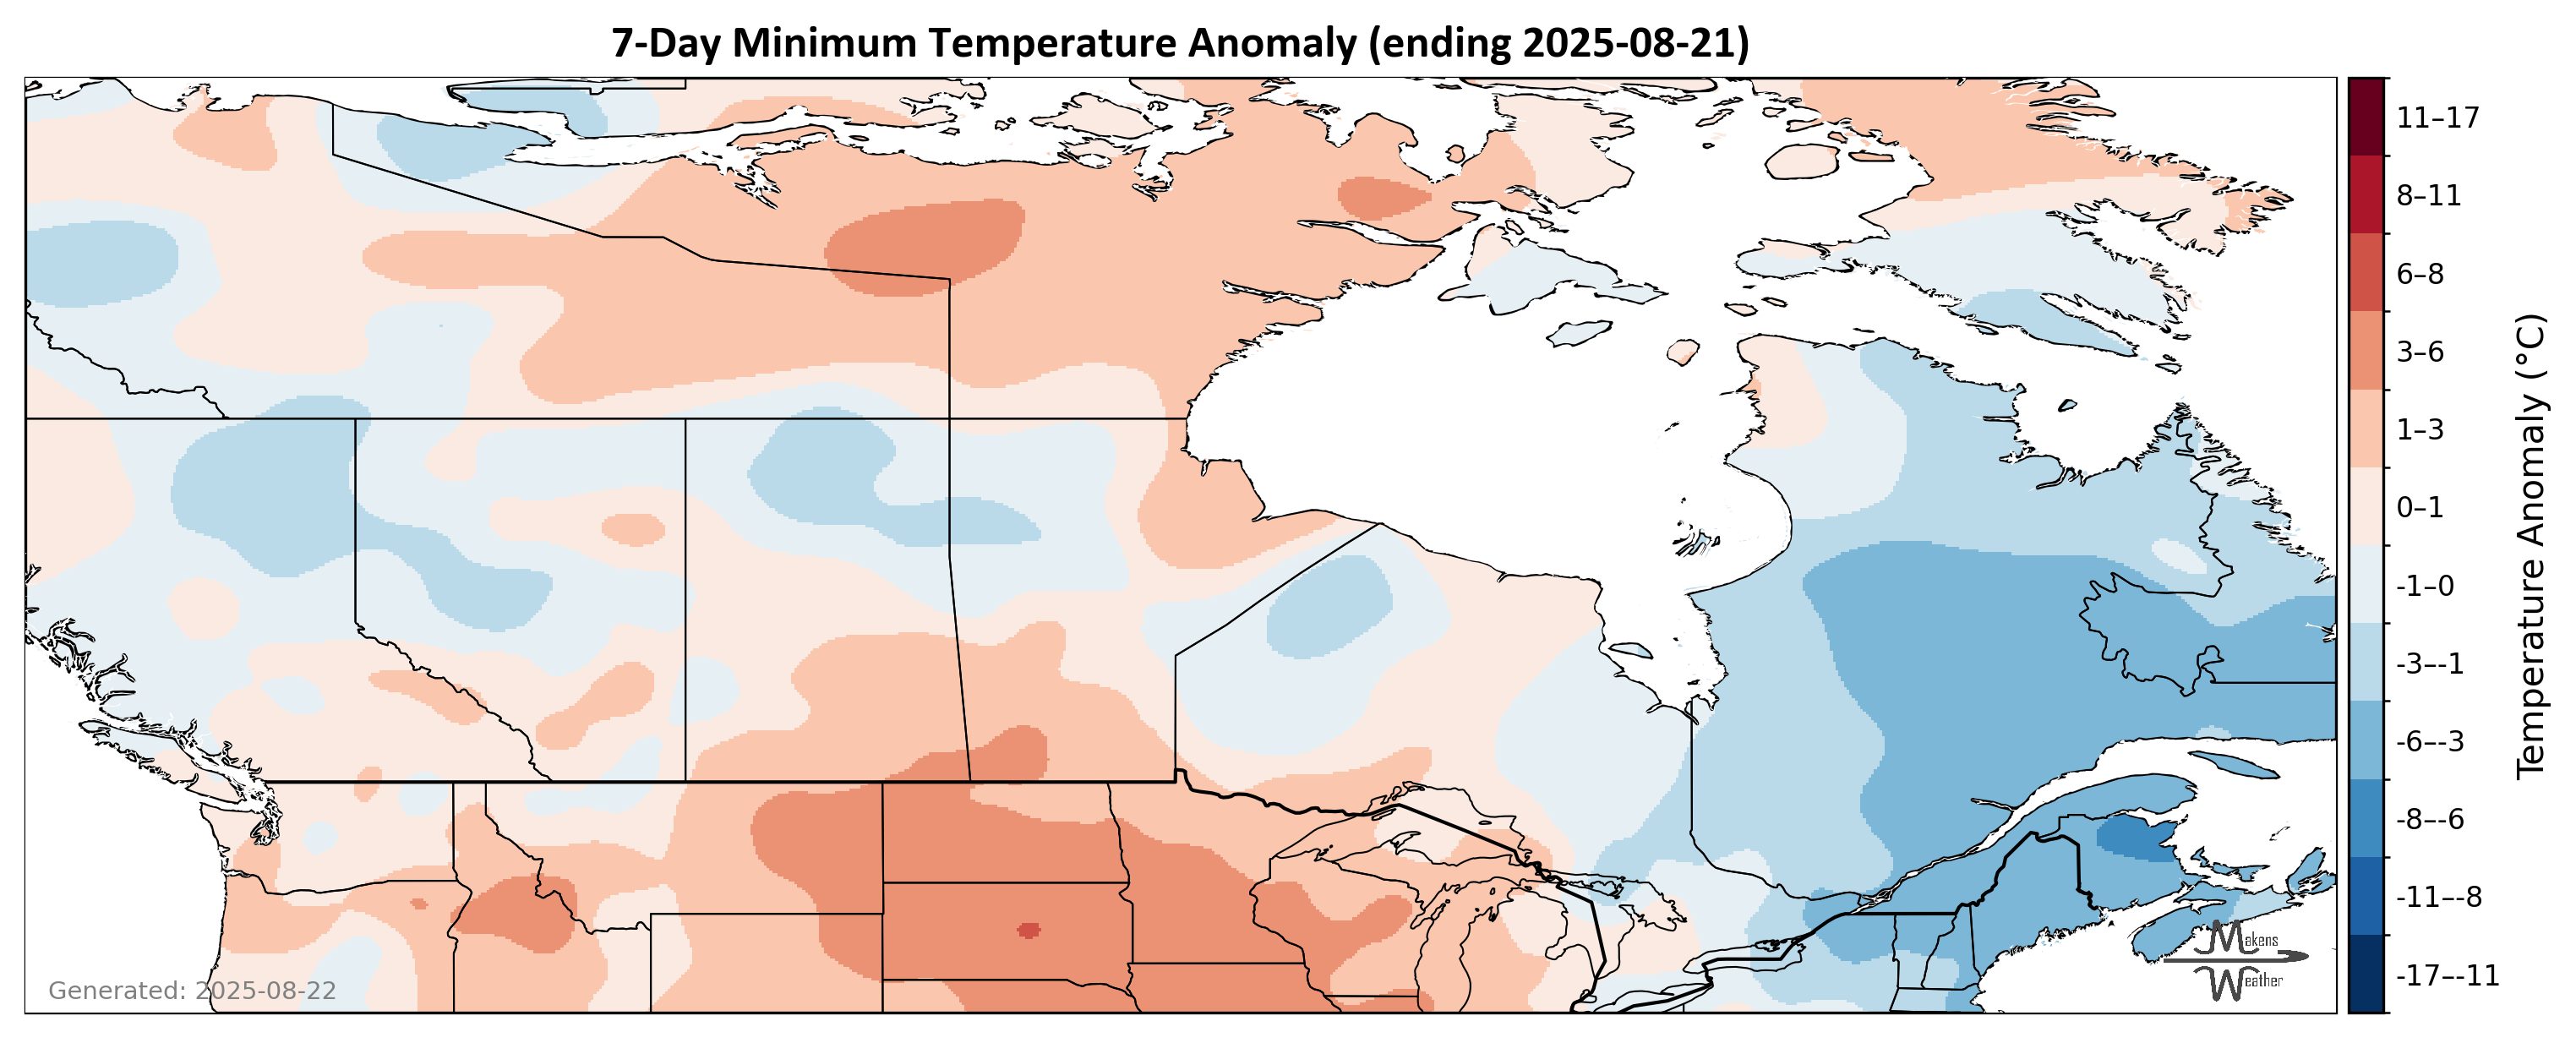 7-Day Minimum Temperature Anomaly (ending 2025-08-21)
11–17
8–11
6–8
3–6
1–3
0–1
-1–0
-3–-1
-6–-3
-8–-6
-11–-8
-17–-11
Temperature Anomaly (°C)
Makens
Weather
Generated: 2025-08-22